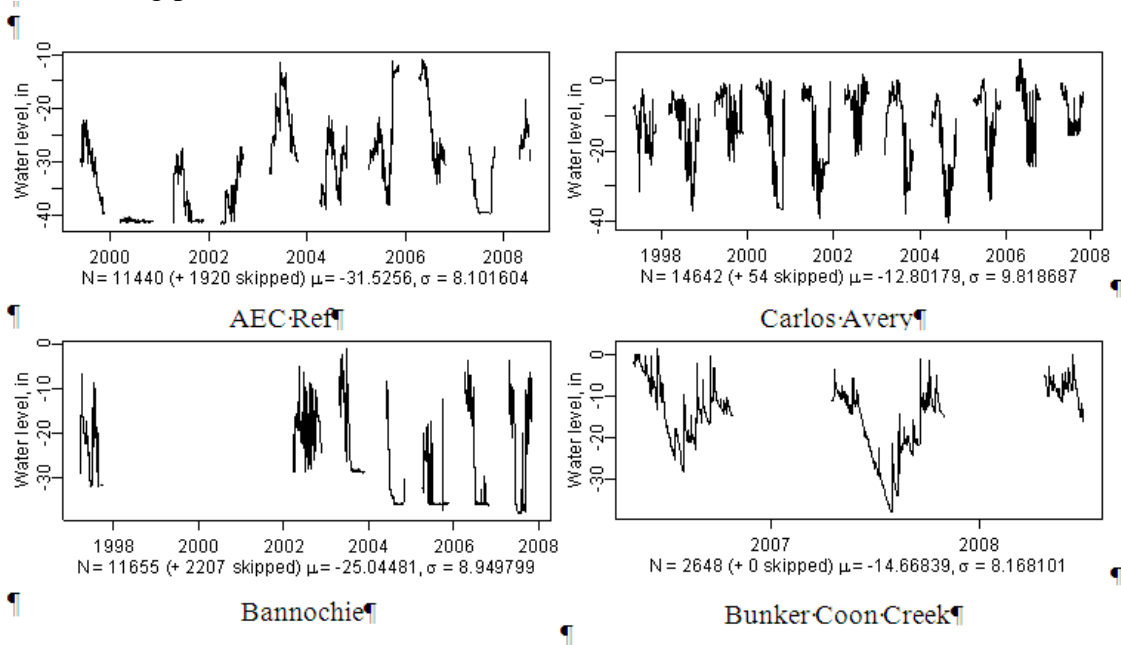 ¶
¶
Water level, in
-10
-20
-30
-40
2000 2002 2004 2006 2008
N= 11440 (+ 1920 skipped) μ= -31.5256, σ = 8.101604
Water level, in
0
-20
-40
1998 2000 2002 2004 2006 2008
N = 14642 (+ 54 skipped) μ= -12.80179, σ = 9.818687
¶
¶ AEC·Ref¶ Carlos·Avery¶
Water level, in
0
-10
-20
-30
1998 2000 2002 2004 2006 2008
N= 11655 (+ 2207 skipped) μ= -25.04481, σ = 8.949799
Water level, in
0
-10
-20
-30
2007 2008
N = 2648 (+ 0 skipped) μ= -14.66839, σ = 8.168101
¶
¶ Bannochie¶ Bunker·Coon·Creek¶
¶